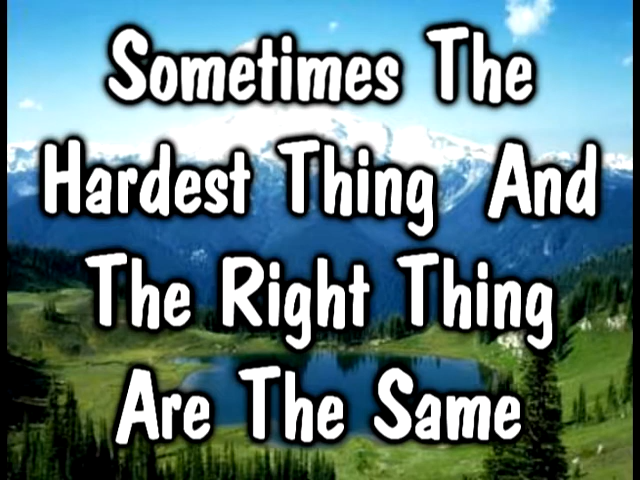 Sometimes The
Hardest Thing And
The Right Thing
Are The Same